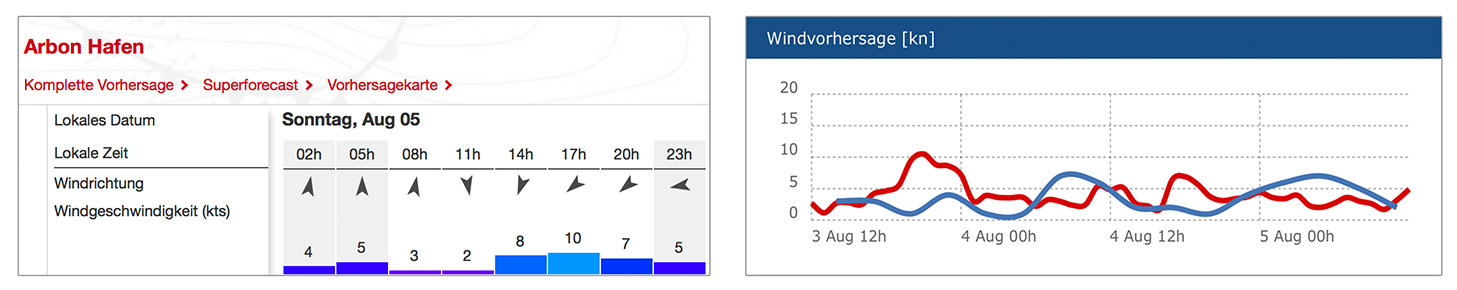 Arbon Hafen
Komplette Vorhersage > Superforecast > Vorhersagekarte >
Lokales Datum Sonntag, Aug 05
Lokale Zeit 02h 05h 08h 11h 14h 17h 20h 23h
Windrichtung
Windgeschwindigkeit (kts)
4 5 3 2 8 10 7 5
Windvorhersage [kn]
20
15
10
5
0
3 Aug 12h 4 Aug 00h 4 Aug 12h 5 Aug 00h